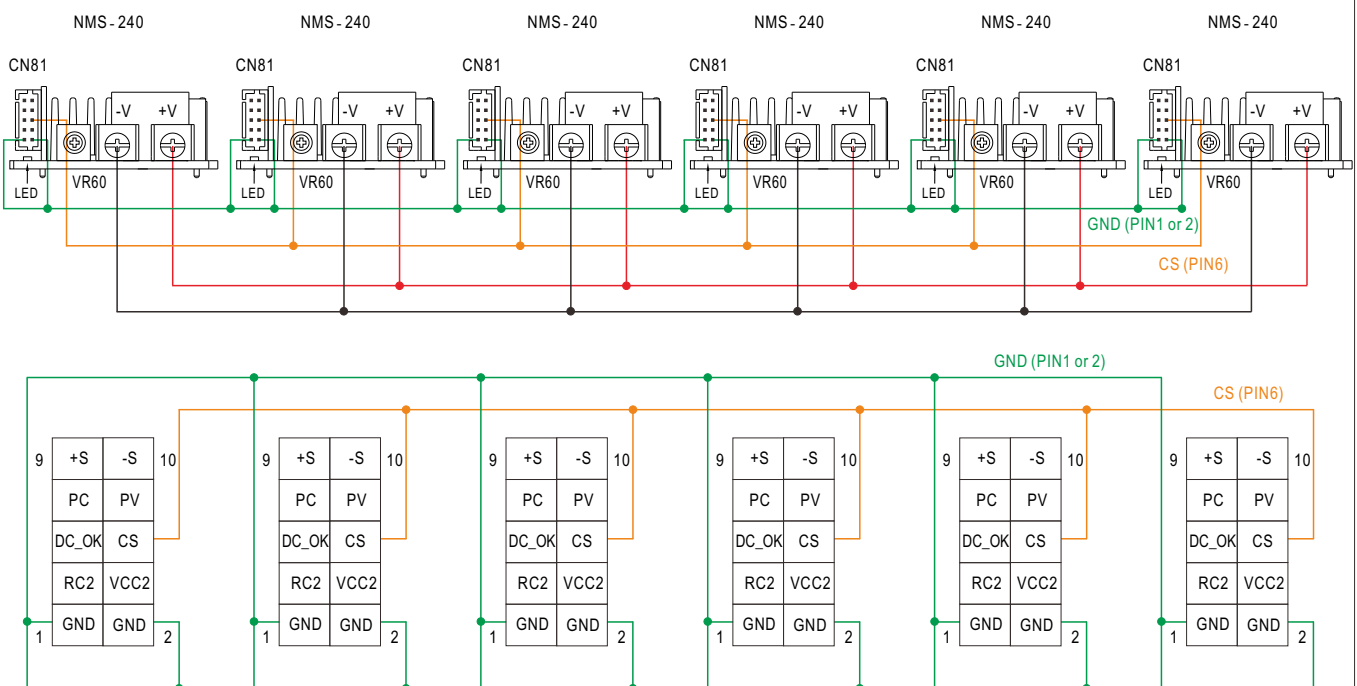 NMS-240 NMS-240 NMS-240 NMS-240 NMS-240 NMS-240
CN81 CN81 CN81 CN81 CN81 CN81
-V +V -V +V -V +V -V +V -V +V -V +V
LED VR60 LED VR60 LED VR60 LED VR60 LED VR60 LED VR60
GND (PIN1 or 2)
CS (PIN6)
GND (PIN1 or 2)
CS (PIN6)
9 +S -S 10 9 +S -S 10 9 +S -S 10 9 +S -S 10 9 +S -S 10 9 +S -S 10
PC PV PC PV PC PV PC PV PC PV PC PV
DC_OK CS DC_OK CS DC_OK CS DC_OK CS DC_OK CS DC_OK CS
RC2 VCC2 RC2 VCC2 RC2 VCC2 RC2 VCC2 RC2 VCC2 RC2 VCC2
1 GND GND 2 1 GND GND 2 1 GND GND 2 1 GND GND 2 1 GND GND 2 1 GND GND 2